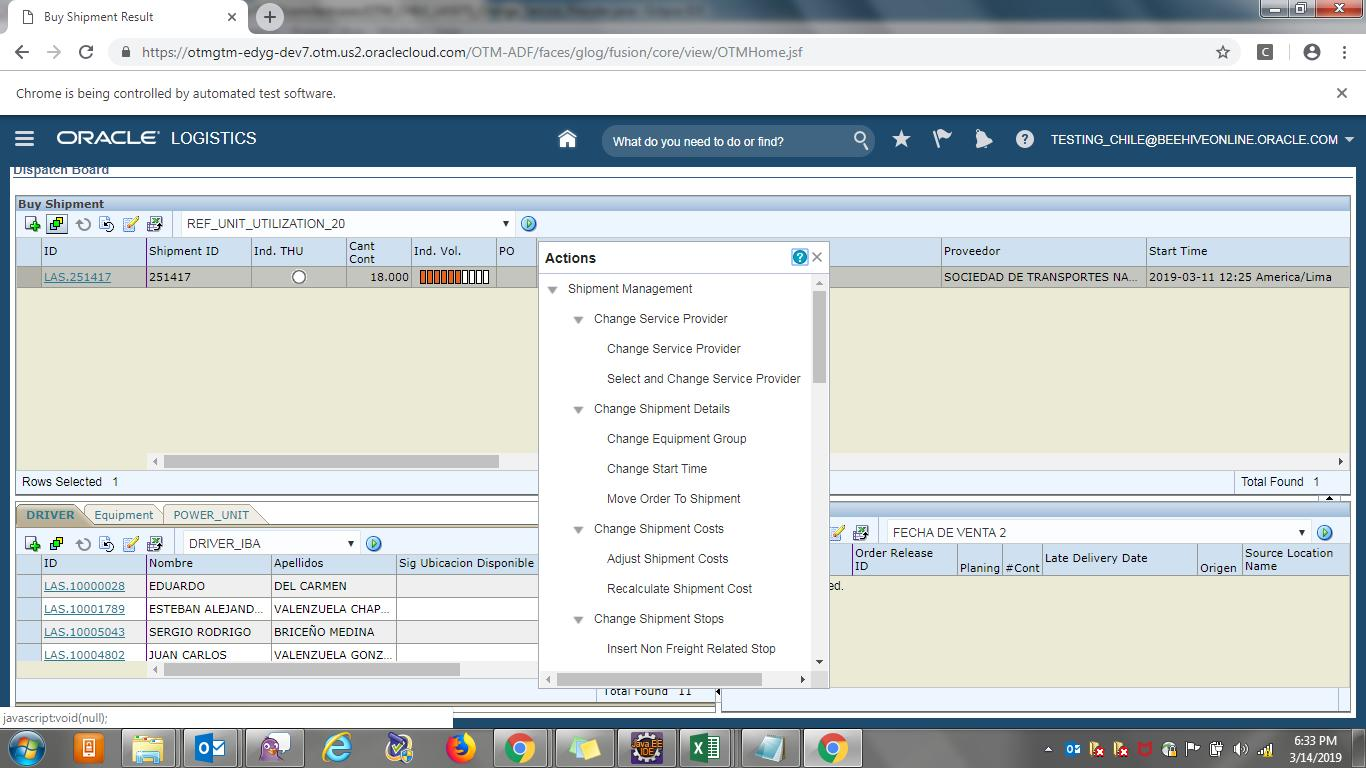 Buy Shipment Result
https://otmgtm-edyg-dev7.otm.us2.oraclecloud.com/OTM-ADF/faces/glog/fusion/core/view/OTMHome.jsf
Chrome is being controlled by automated test software.
ORACLE LOGISTICS
What do you need to do or find?
TESTING_CHILE@BEEHIVEONLINE.ORACLE.COM
Dispatch Board
Buy Shipment
REF_UNIT_UTILIZATION_20
ID Shipment ID Ind. THU Cant Cont Ind. Vol. PO Proveedor Start Time
LAS.251417 251417 18.000 SOCIEDAD DE TRANSPORTES NA... 2019-03-11 12:25 America/Lima
Rows Selected 1
Total Found 1
Actions
Shipment Management
Change Service Provider
Change Service Provider
Select and Change Service Provider
Change Shipment Details
Change Equipment Group
Change Start Time
Move Order To Shipment
Change Shipment Costs
Adjust Shipment Costs
Recalculate Shipment Cost
Change Shipment Stops
Insert Non Freight Related Stop
DRIVER Equipment POWER_UNIT
DRIVER_IBA
ID Nombre Apellidos Sig Ubicacion Disponible
LAS.10000028 EDUARDO DEL CARMEN
LAS.10001789 ESTEBAN ALEJAND... VALENZUELA CHAP...
LAS.10005043 SERGIO RODRIGO BRICEÑO MEDINA
LAS.10004802 JUAN CARLOS VALENZUELA GONZ...
Total Found 11
FECHA DE VENTA 2
Order Release ID Planing #Cont Late Delivery Date Origen Source Location Name
ed.
javascript:void(null);
Java EE
IDE
6:33 PM
3/14/2019